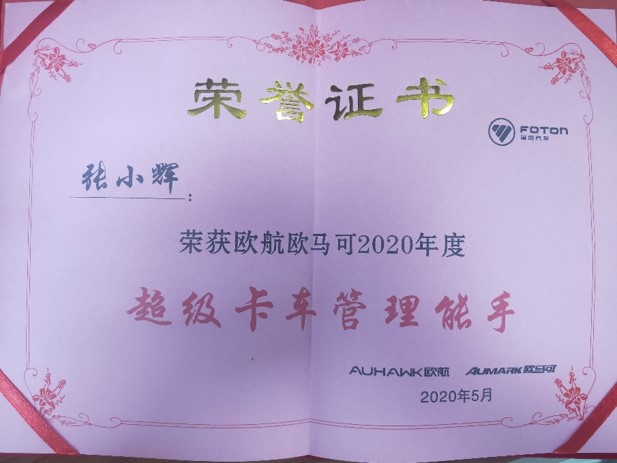 荣誉证书
FOTON
福田汽车
张小辉：
荣获欧航欧马可2020年度
超级卡车管理能手
AUHAWK欧航 AUMARK欧马可
2020年5月